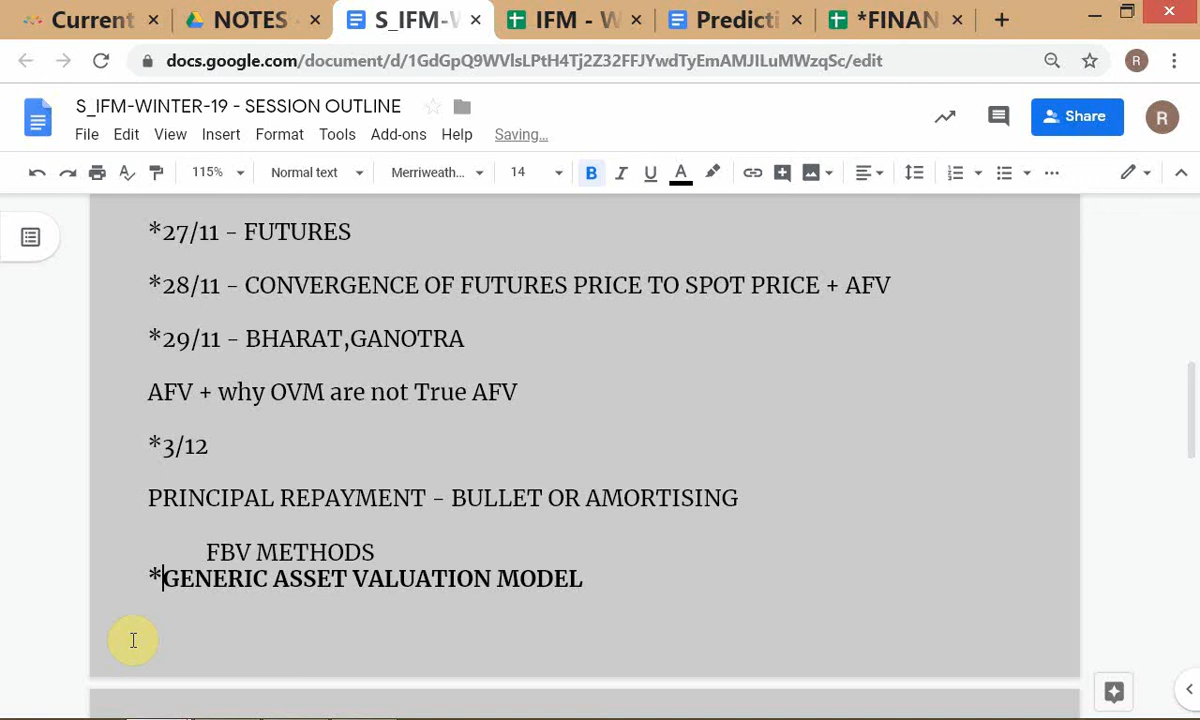 Current
NOTES
S_IFM-W
IFM - W
Predicti
*FINAN
docs.google.com/document/d/1GdGpQ9WVlsLPtH4Tj2Z32FFJYwdTyEmAMJILuMWzqSc/edit
R
S_IFM-WINTER-19 - SESSION OUTLINE
File Edit View Insert Format Tools Add-ons Help Saving...
Share
R
115% Normal text Merriweath... 14 B I U A
*27/11 - FUTURES
*28/11 - CONVERGENCE OF FUTURES PRICE TO SPOT PRICE + AFV
*29/11 - BHARAT,GANOTRA
AFV + why OVM are not True AFV
*3/12
PRINCIPAL REPAYMENT - BULLET OR AMORTISING
FBV METHODS
*GENERIC ASSET VALUATION MODEL